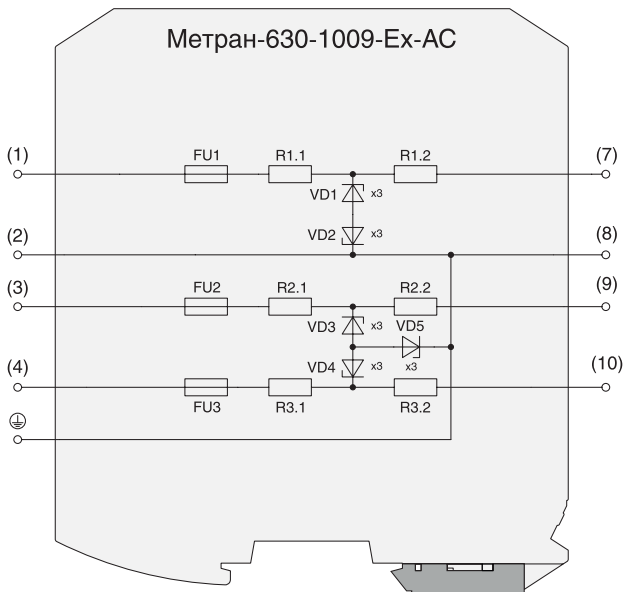 Метран-630-1009-Ex-AC
(1) FU1 R1.1 R1.2 (7)
VD1 x3
(2) VD2 x3 (8)
(3) FU2 R2.1 R2.2 (9)
VD3 x3 VD5
(4) VD4 x3 x3 (10)
FU3 R3.1 R3.2